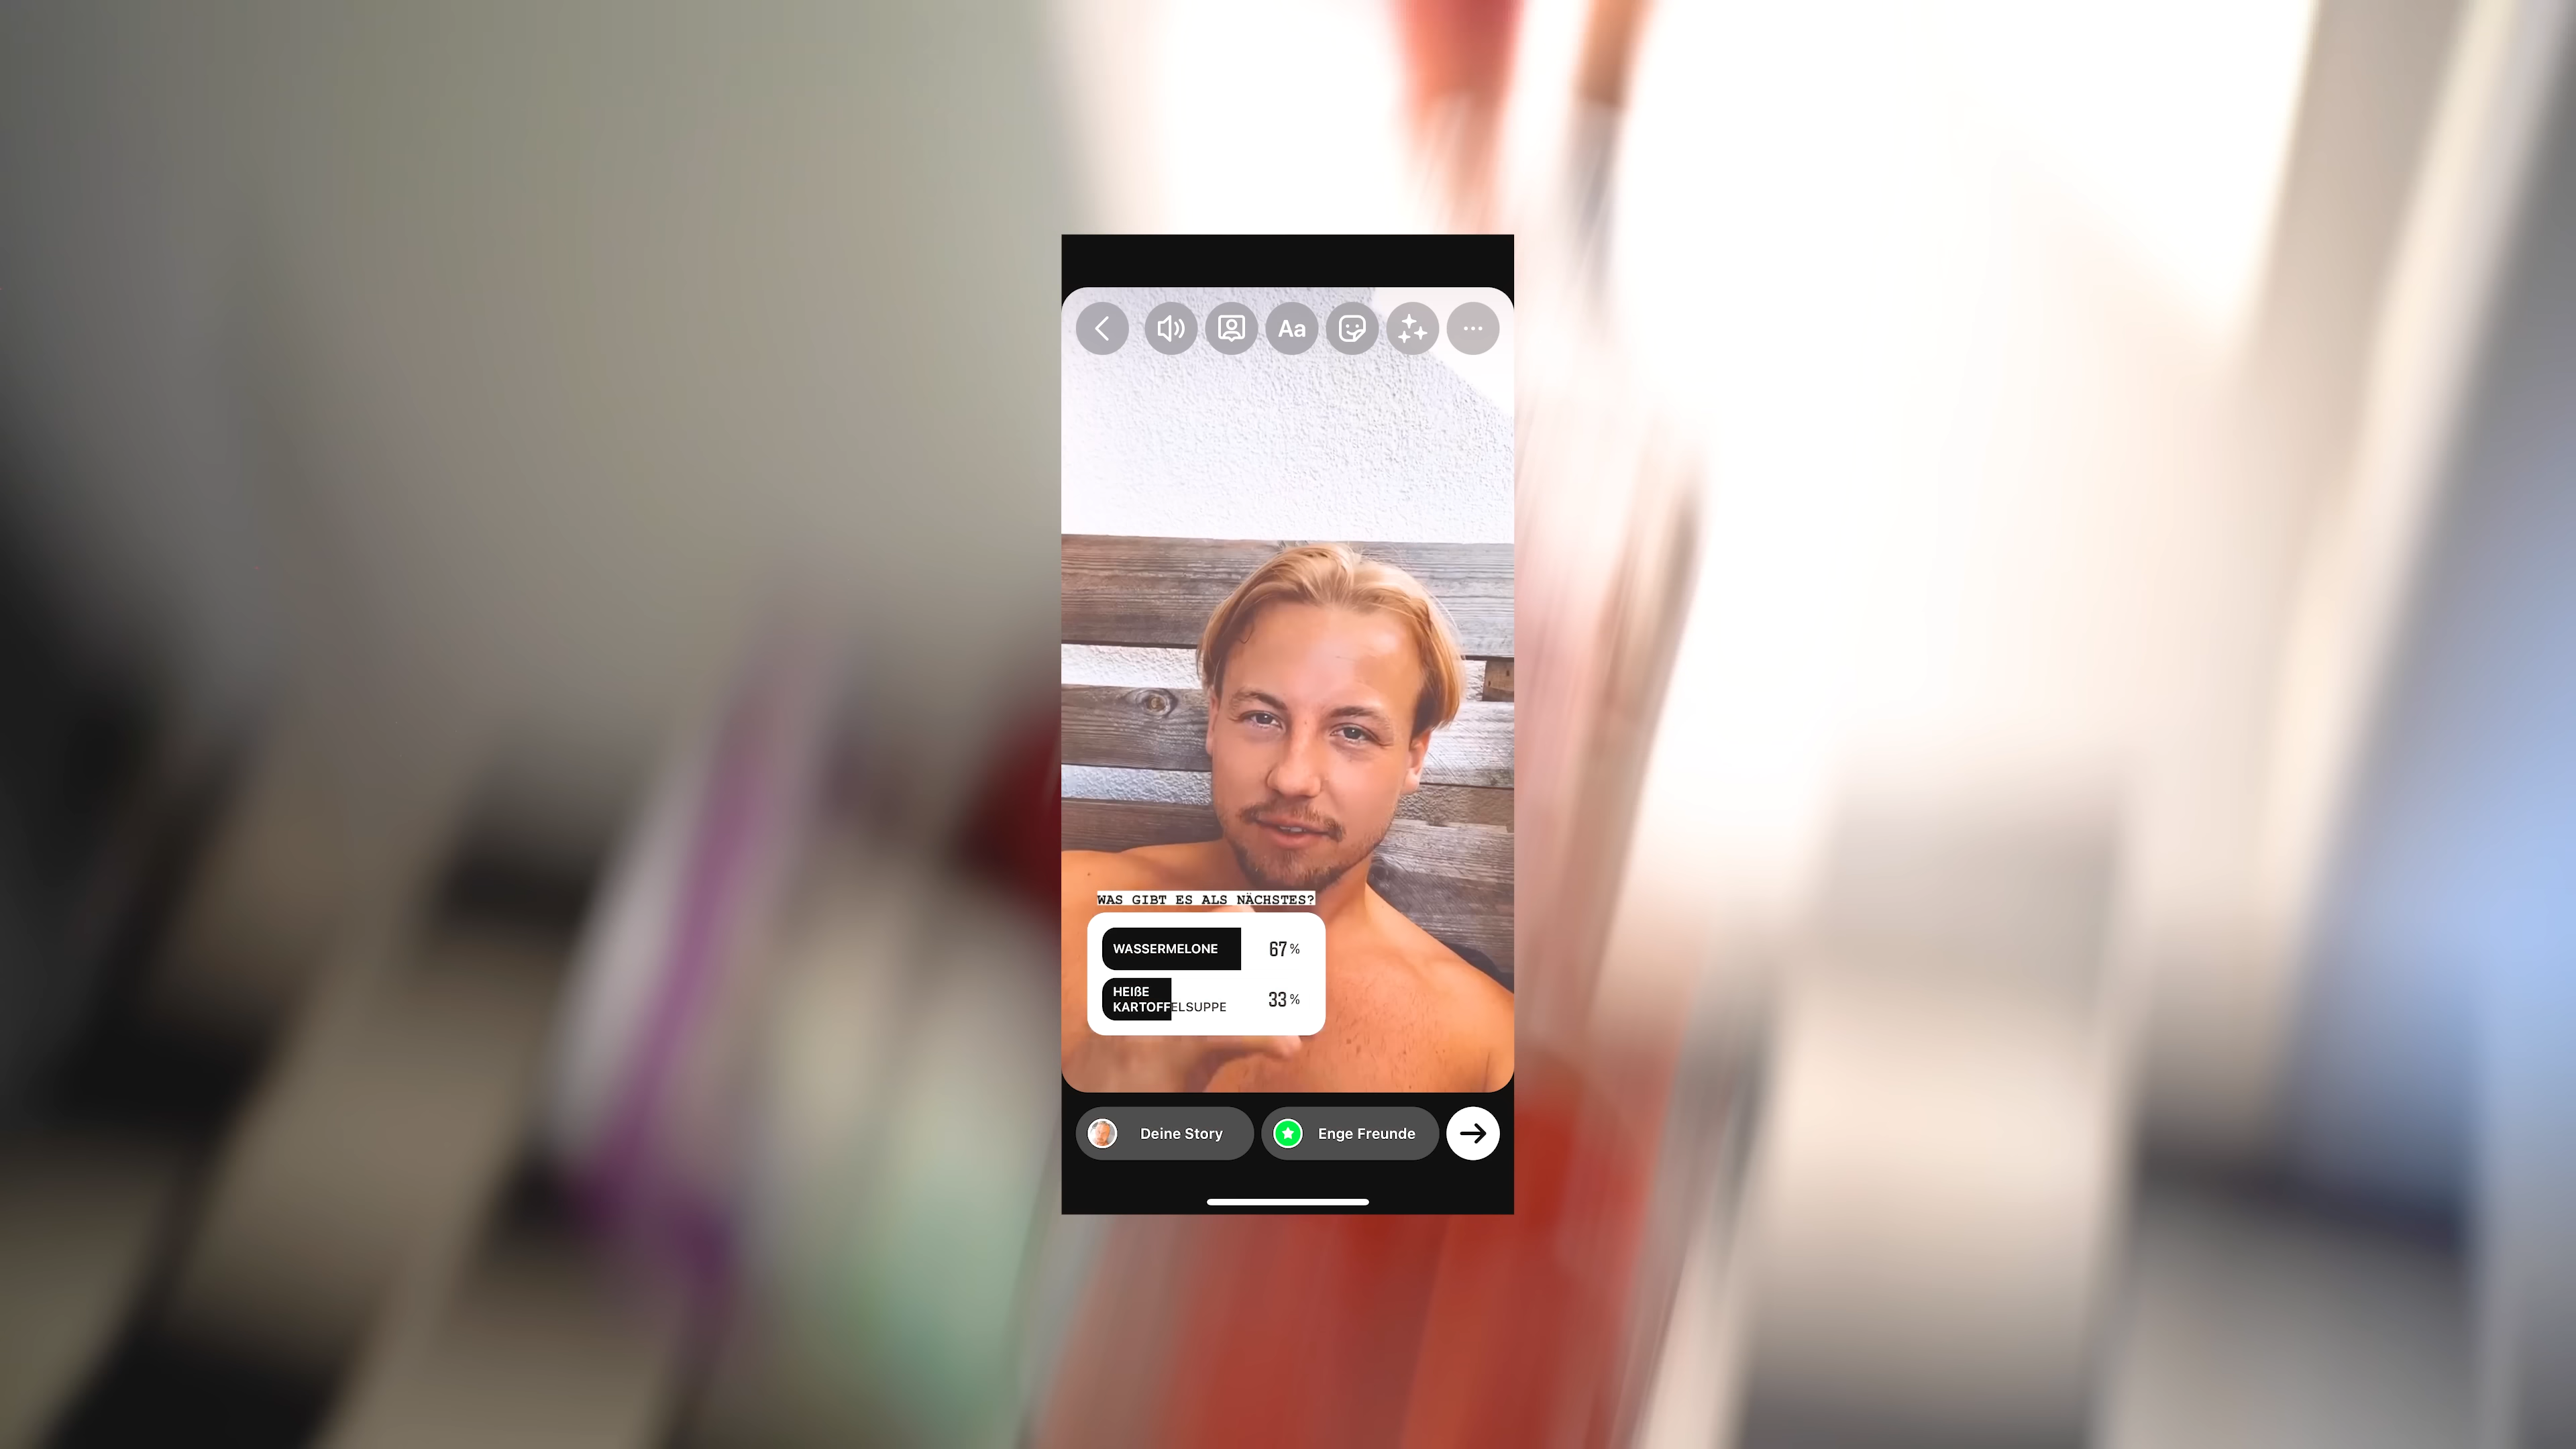 Aa
WAS GIBT ES ALS NÄCHSTES?
WASSERMELONE 67%
HEIßE
KARTOFFELSUPPE 33%
Deine Story Enge Freunde